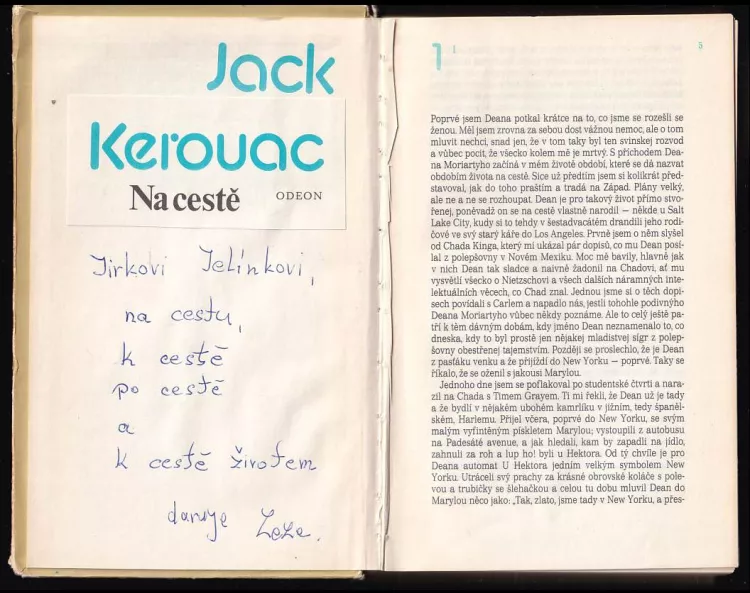 Jack
Kerouac
Na cestě
ODEON
Jirkovi Jelínkovi,
na cestu,
k cestě
po cestě
a
k cestě životem
daruje
1
1
5
Poprvé jsem Deana potkal krátce na to, co jsme se rozešli se
ženou. Měl jsem zrovna za sebou dost vážnou nemoc, ale o tom
mluvit nechci, snad jen, že v tom taky byl ten svinskej rozvod
a vůbec pocit, že všecko kolem mě je mrtvý. S příchodem Dea-
na Moriartyho začíná v mém životě období, které se dá nazvat
obdobím života na cestě. Sice už předtím jsem si kolikrát před-
stavoval, jak do toho praštím a tradá na Západ. Plány velký,
ale ne a ne se rozhoupat. Dean je pro takový život přímo stvo-
řenej, poněvadž on se na cestě vlastně narodil — někde u Salt
Lake City, kudy si to tehdy v šestadvacátém drandili jeho rodi-
čové ve svý starý káře do Los Angeles. Prvně jsem o něm slyšel
od Chada Kinga, který mi ukázal pár dopisů, co mu Dean posí-
lal z polepšovny v Novém Mexiku. Moc mě bavily, hlavně jak
v nich Dean tak sladce a naivně žadonil na Chadovi, ať mu
vysvětlí všecko o Nietzschovi a všech dalších náramných inte-
lektuálních věcech, co Chad znal. Jednou jsme si o těch dopi-
sech povídali s Carlem a napadlo nás, jestli tohohle podivnýho
Deana Moriartyho vůbec někdy poznáme. Ale to celý ještě pa-
tří k těm dávným dobám, kdy jméno Dean neznamenalo to, co
dneska, kdy to byl prostě jen nějakej mladistvej sígr z polep-
šovny obestřenej tajemstvím. Později se proslechlo, že je Dean
z pasťáku venku a že přijíždí do New Yorku — poprvé. Taky se
říkalo, že se oženil s jakousi Marylou.
Jednoho dne jsem se poflakoval po studentské čtvrti a nara-
zil na Chada s Timem Grayem. Ti mi řekli, že Dean už je tady
a že bydlí v nějakém ubohém kamrlíku v jižním, tedy španěl-
ském, Harlemu. Přijel včera, poprvé do New Yorku, se svým
malým vyfintěným pískletem Marylou; vystoupili z autobusu
na Padesáté avenue, a jak hledali, kam by zapadli na jídlo,
zahnuli za roh a lup ho! byli u Hektora. Od tý chvíle je pro
Deana automat U Hektora jedním velkým symbolem New
Yorku. Utráceli svý prachy za krásné obrovské koláče s pole-
vou a trubičky se šlehačkou a celou tu dobu mluvil Dean do
Marylou něco jako: „Tak, zlato, jsme tady v New Yorku, a přes-